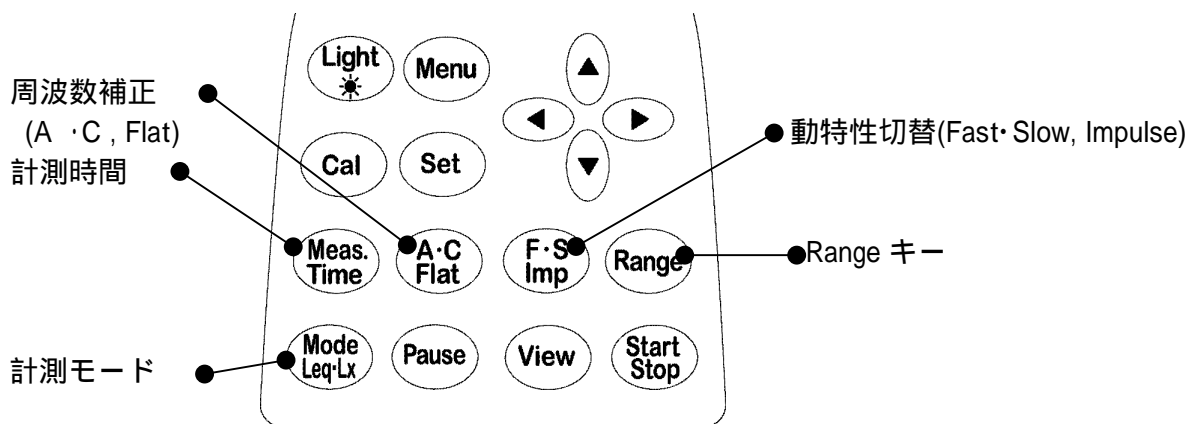 Light
Menu
周波数補正
(A ・C , Flat)
動特性切替(Fast・Slow, Impulse)
計測時間
Cal
Set
Meas.
Time
A・C
Flat
F・S
Imp
Range
Range キー
計測モード
Mode
Leq・Lx
Pause
View
Start
Stop